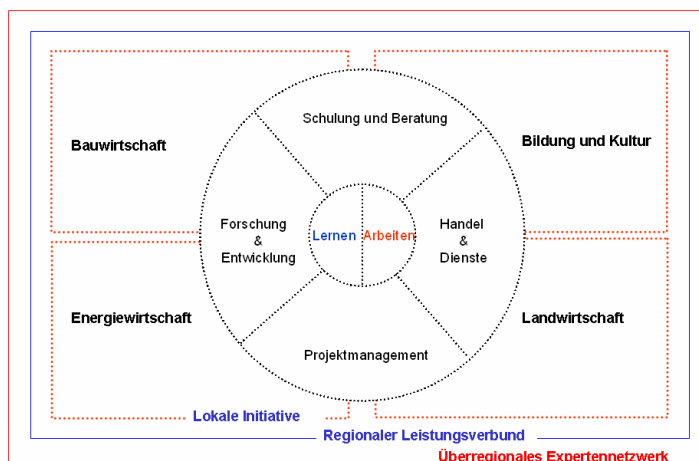 Schulung und Beratung
Bauwirtschaft
Bildung und Kultur
Forschung
&
Entwicklung
Lernen
Arbeiten
Handel
&
Dienste
Energiewirtschaft
Landwirtschaft
Projektmanagement
Lokale Initiative
Regionaler Leistungsverbund
Überregionales Expertennetzwerk